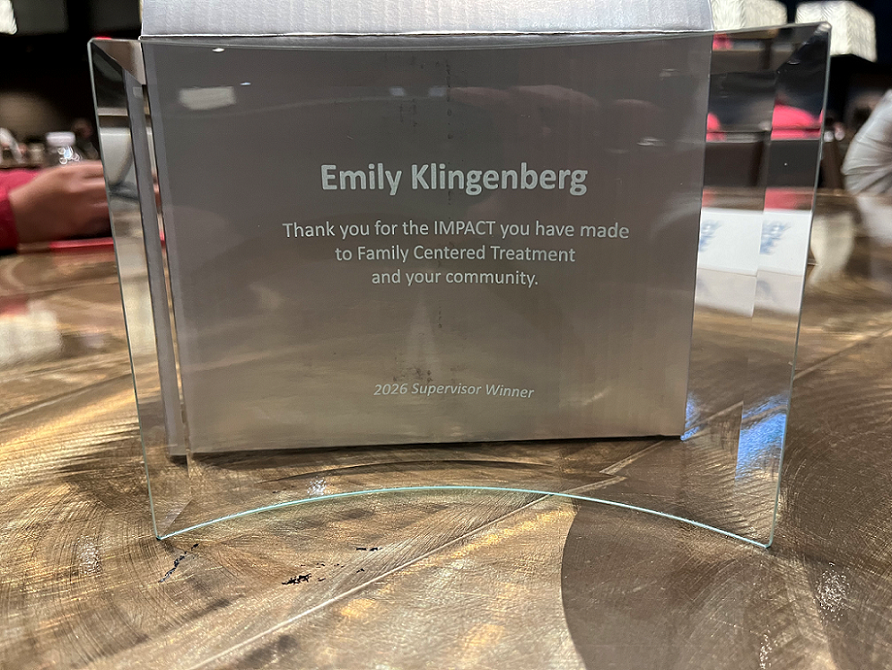 Emily Klingenberg
Thank you for the IMPACT you have made
to Family Centered Treatment
and your community.
2026 Supervisor Winner